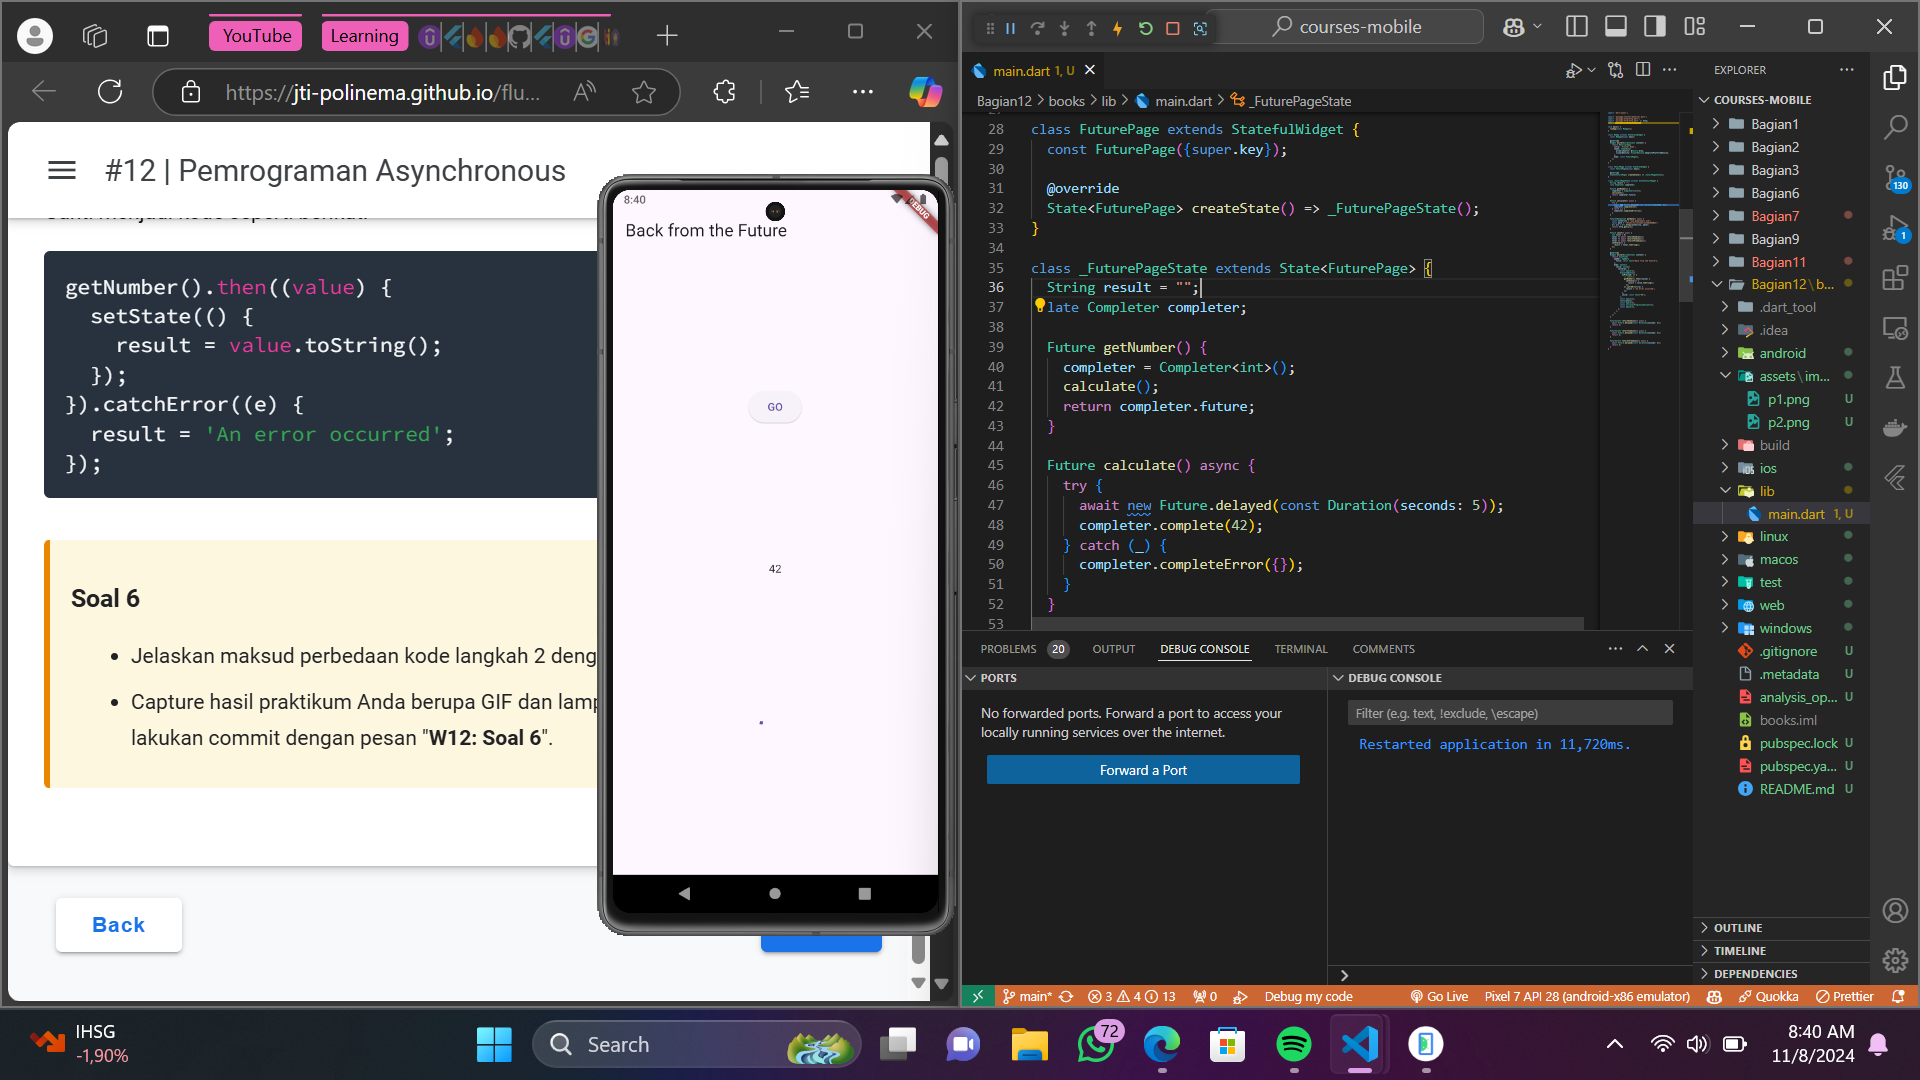 YouTube
Learning
https://jti-polinema.github.io/flu...
#12 | Pemrograman Asynchronous
getNumber().then((value) {
setState(() {
result = value.toString();
});
}).catchError((e) {
result = 'An error occurred';
});
Soal 6
Jelaskan maksud perbedaan kode langkah 2 deng
Capture hasil praktikum Anda berupa GIF dan lamp
lakukan commit dengan pesan "W12: Soal 6".
Back
8:40
DEBUG
Back from the Future
GO
42
courses-mobile
main.dart 1, U
Bagian12 > books > lib > main.dart > _FuturePageState
28 class FuturePage extends StatefulWidget {
29 const FuturePage({super.key});
30
31 @override
32 State<FuturePage> createState() => _FuturePageState();
33 }
34
35 class _FuturePageState extends State<FuturePage> {
36 String result = "";
37 late Completer completer;
38
39 Future getNumber() {
40 completer = Completer<int>();
41 calculate();
42 return completer.future;
43 }
44
45 Future calculate() async {
46 try {
47 await new Future.delayed(const Duration(seconds: 5));
48 completer.complete(42);
49 } catch (_) {
50 completer.completeError({});
51 }
52 }
53
PROBLEMS 20 OUTPUT DEBUG CONSOLE TERMINAL COMMENTS
PORTS
No forwarded ports. Forward a port to access your
locally running services over the internet.
Forward a Port
DEBUG CONSOLE
Filter (e.g. text, !exclude, \escape)
Restarted application in 11,720ms.
EXPLORER
COURSES-MOBILE
Bagian1
Bagian2
Bagian3
Bagian6
Bagian7
Bagian9
Bagian11
Bagian12\b...
.dart_tool
.idea
android
assets\im...
p1.png U
p2.png U
build
ios
lib
main.dart 1, U
linux
macos
test
web
windows
.gitignore U
.metadata U
analysis_op... U
books.iml
pubspec.lock U
pubspec.ya... U
README.md U
OUTLINE
TIMELINE
DEPENDENCIES
130
1
main* 3 4 13 0 Debug my code Go Live Pixel 7 API 28 (android-x86 emulator) Quokka Prettier
IHSG
-1,90%
Search
72
8:40 AM
11/8/2024